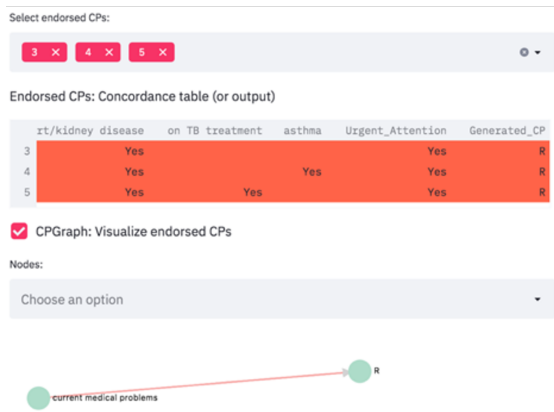 Select endorsed CPs:
3 × 4 × 5 ×
Endorsed CPs: Concordance table (or output)
rt/kidney disease on TB treatment asthma Urgent_Attention Generated_CP
3 Yes Yes R
4 Yes Yes Yes R
5 Yes Yes Yes R
CPGraph: Visualize endorsed CPs
Nodes:
Choose an option
R
current medical problems